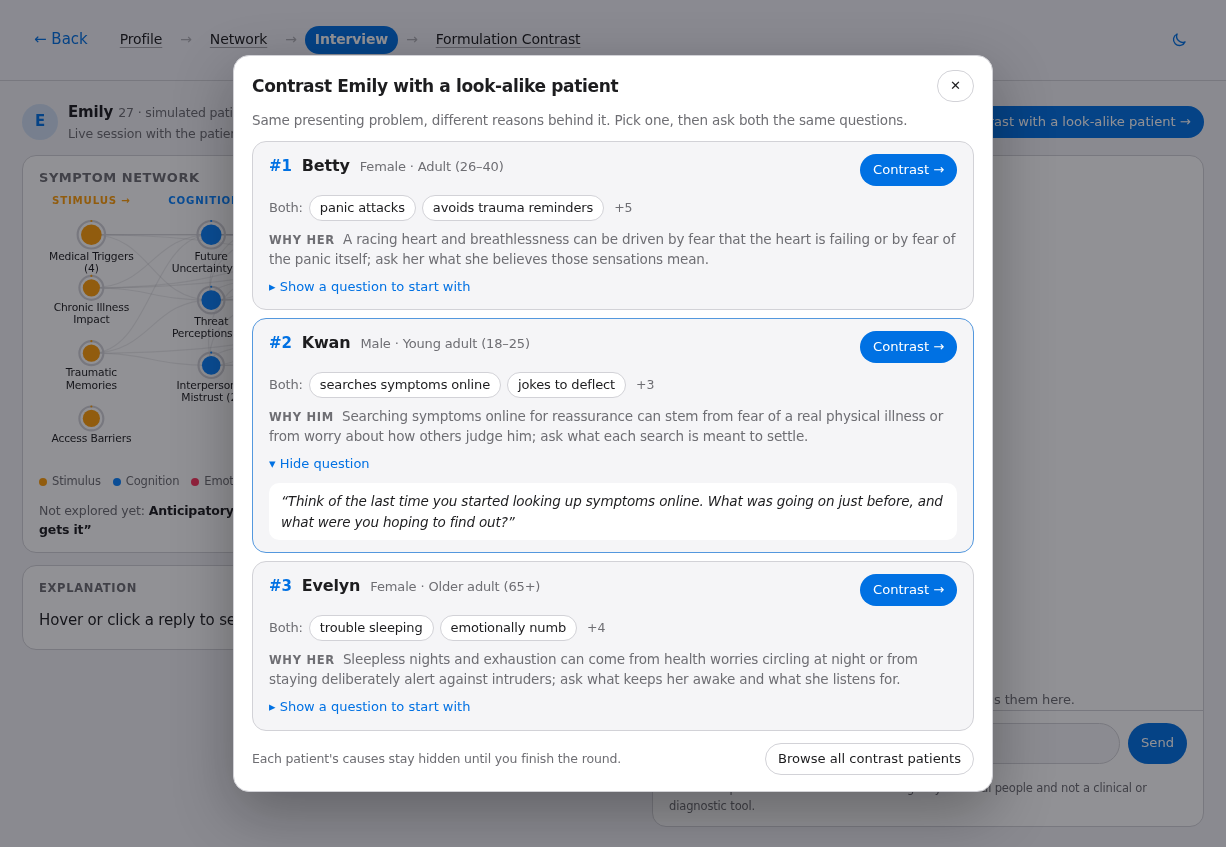 ← Back
Profile → Network → Interview → Formulation Contrast
E
Emily 27 · simulated pati
Live session with the patie
ast with a look-alike patient →
SYMPTOM NETWORK
STIMULUS → COGNITION
Medical Triggers
(4)
Chronic Illness
Impact
Traumatic
Memories
Access Barriers
Future
Uncertainty
Threat
Perceptions
Interperson
Mistrust (2
Stimulus Cognition Emot
Not explored yet: Anticipatory
gets it”
EXPLANATION
Hover or click a reply to se
Contrast Emily with a look-alike patient
✕
Same presenting problem, different reasons behind it. Pick one, then ask both the same questions.
#1 Betty Female · Adult (26–40)
Contrast →
Both: panic attacks avoids trauma reminders +5
WHY HER A racing heart and breathlessness can be driven by fear that the heart is failing or by fear of
the panic itself; ask her what she believes those sensations mean.
▸ Show a question to start with
#2 Kwan Male · Young adult (18–25)
Contrast →
Both: searches symptoms online jokes to deflect +3
WHY HIM Searching symptoms online for reassurance can stem from fear of a real physical illness or
from worry about how others judge him; ask what each search is meant to settle.
▾ Hide question
“Think of the last time you started looking up symptoms online. What was going on just before, and
what were you hoping to find out?”
#3 Evelyn Female · Older adult (65+)
Contrast →
Both: trouble sleeping emotionally numb +4
WHY HER Sleepless nights and exhaustion can come from health worries circling at night or from
staying deliberately alert against intruders; ask what keeps her awake and what she listens for.
▸ Show a question to start with
Each patient's causes stay hidden until you finish the round.
Browse all contrast patients
s them here.
Send
people and not a clinical or
diagnostic tool.